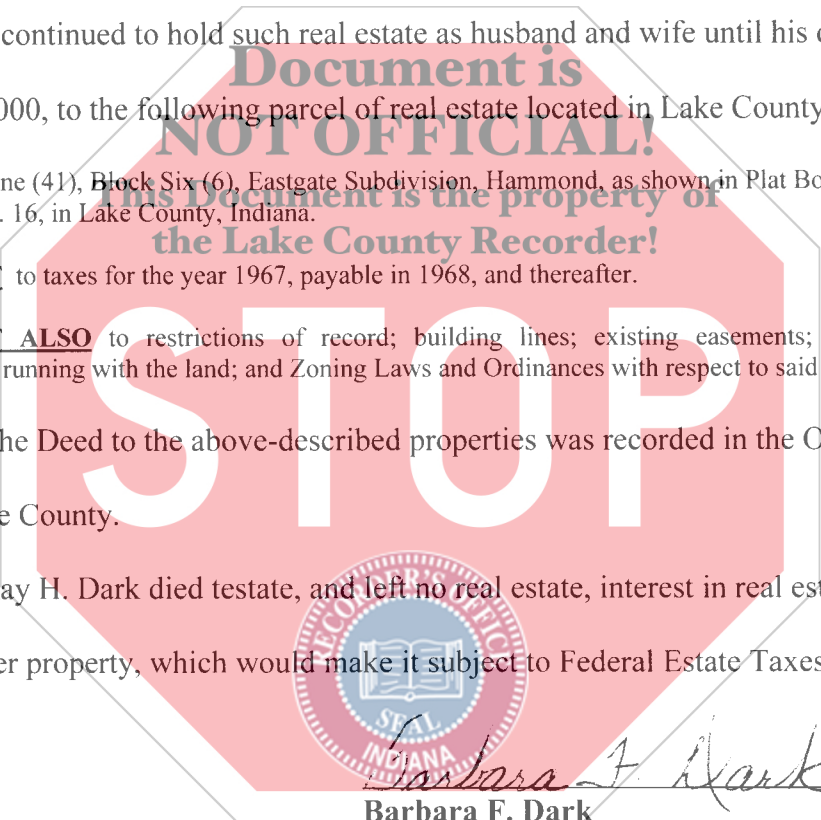 continued to hold such real estate as husband and wife until his
Document is
000, to the following parcel of real estate located in Lake County
NOT OFFICIAL!
ne (41), Block Six (6), Eastgate Subdivision, Hammond, as shown in Plat Bo
This Document is the property of
. 16, in Lake County, Indiana.
the Lake County Recorder!
to taxes for the year 1967, payable in 1968, and thereafter.
ALSO to restrictions of record; building lines; existing easements;
running with the land; and Zoning Laws and Ordinances with respect to said
STOP
he Deed to the above-described properties was recorded in the O
e County.
ay H. Dark died testate, and left no real estate, interest in real est
er property, which would make it subject to Federal Estate Taxes
RECORDER'S OFFICE
SEAL
INDIANA
Barbara F. Dark
Barbara F. Dark